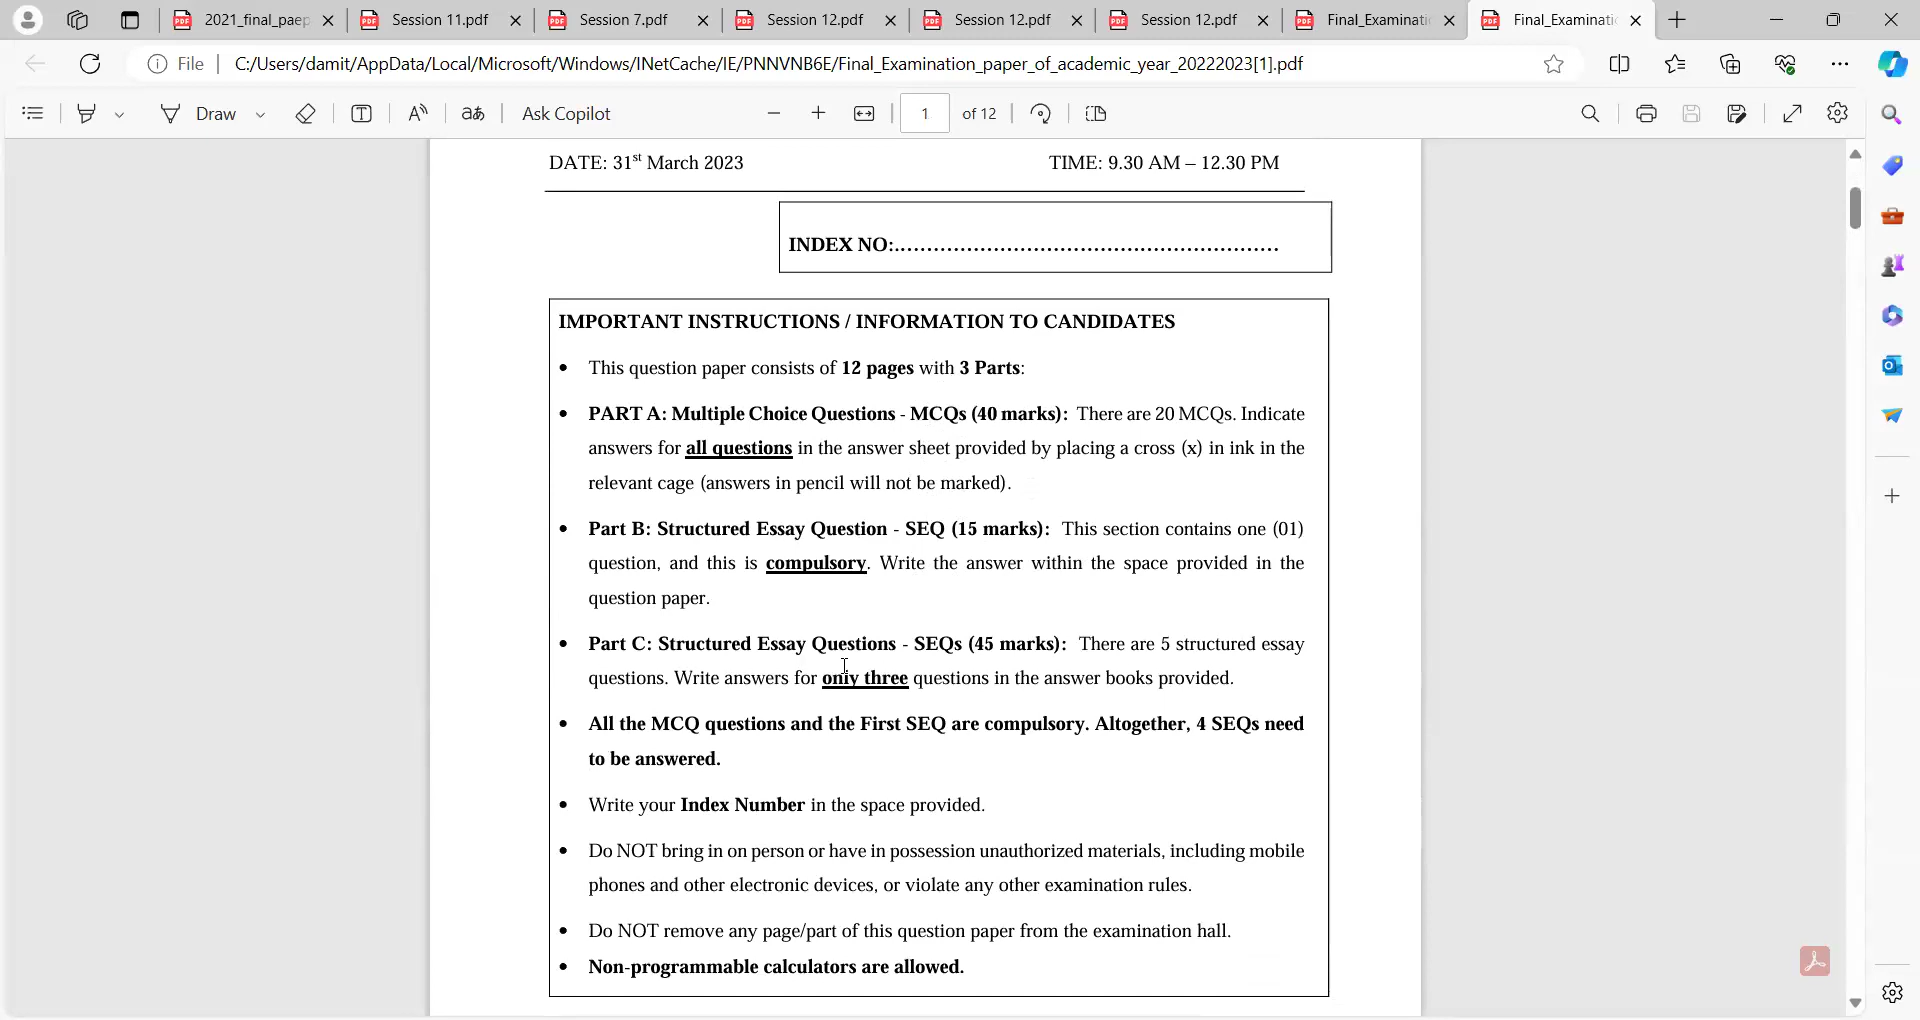 2021_final_paep
Session 11.pdf
Session 7.pdf
Session 12.pdf
Session 12.pdf
Session 12.pdf
Final_Examinati
Final_Examinati
File
C:/Users/damit/AppData/Local/Microsoft/Windows/INetCache/IE/PNNVNB6E/Final_Examination_paper_of_academic_year_20222023[1].pdf
Draw
Ask Copilot
1 of 12
DATE: 31st March 2023
TIME: 9.30 AM – 12.30 PM
INDEX NO:..........................................................
IMPORTANT INSTRUCTIONS / INFORMATION TO CANDIDATES
• This question paper consists of 12 pages with 3 Parts:
• PART A: Multiple Choice Questions - MCQs (40 marks): There are 20 MCQs. Indicate
answers for all questions in the answer sheet provided by placing a cross (x) in ink in the
relevant cage (answers in pencil will not be marked).
• Part B: Structured Essay Question - SEQ (15 marks): This section contains one (01)
question, and this is compulsory. Write the answer within the space provided in the
question paper.
• Part C: Structured Essay Questions - SEQs (45 marks): There are 5 structured essay
questions. Write answers for only three questions in the answer books provided.
• All the MCQ questions and the First SEQ are compulsory. Altogether, 4 SEQs need
to be answered.
• Write your Index Number in the space provided.
• Do NOT bring in on person or have in possession unauthorized materials, including mobile
phones and other electronic devices, or violate any other examination rules.
• Do NOT remove any page/part of this question paper from the examination hall.
• Non-programmable calculators are allowed.